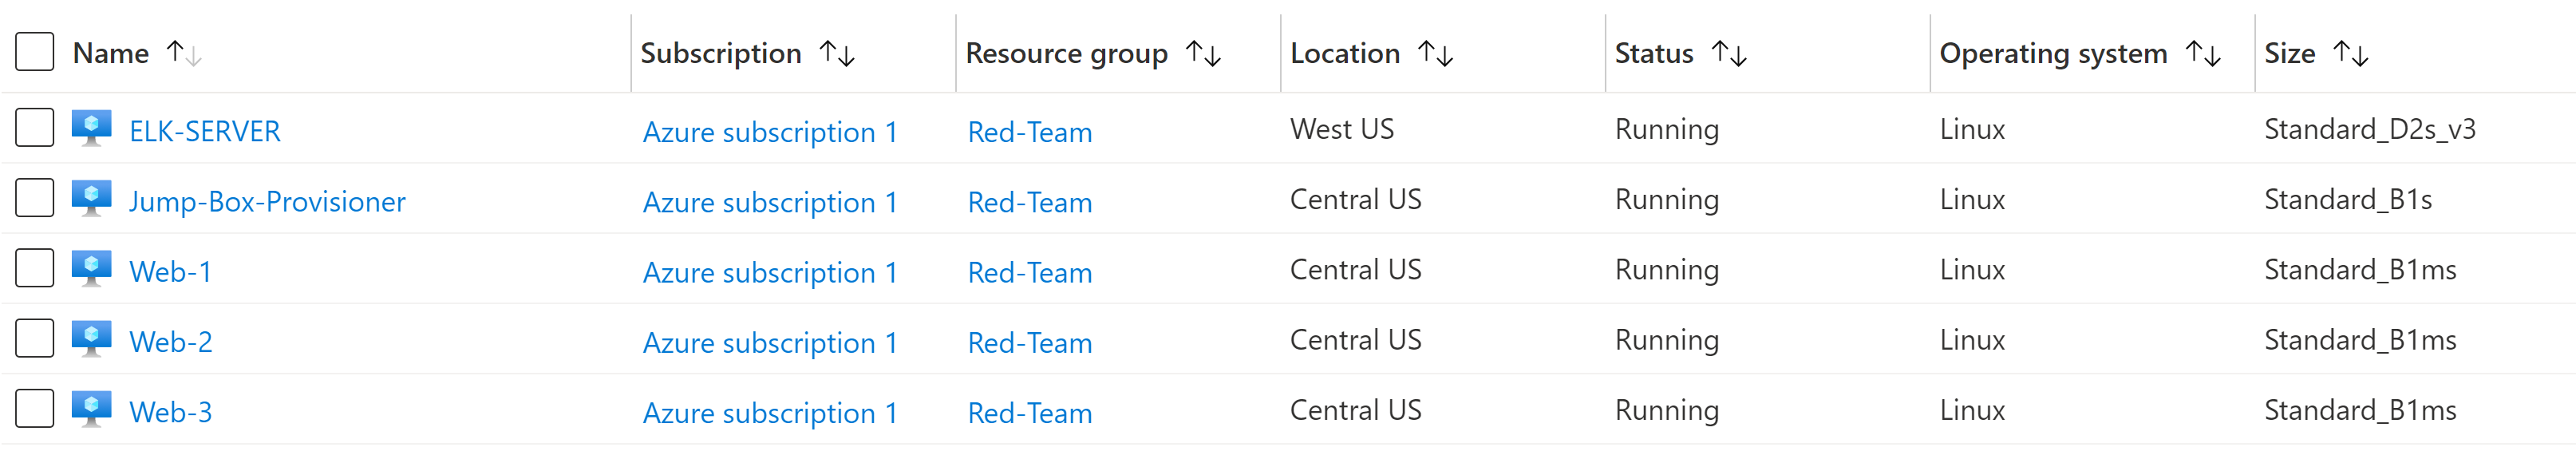 Name Subscription Resource group Location Status Operating system Size
ELK-SERVER Azure subscription 1 Red-Team West US Running Linux Standard_D2s_v3
Jump-Box-Provisioner Azure subscription 1 Red-Team Central US Running Linux Standard_B1s
Web-1 Azure subscription 1 Red-Team Central US Running Linux Standard_B1ms
Web-2 Azure subscription 1 Red-Team Central US Running Linux Standard_B1ms
Web-3 Azure subscription 1 Red-Team Central US Running Linux Standard_B1ms